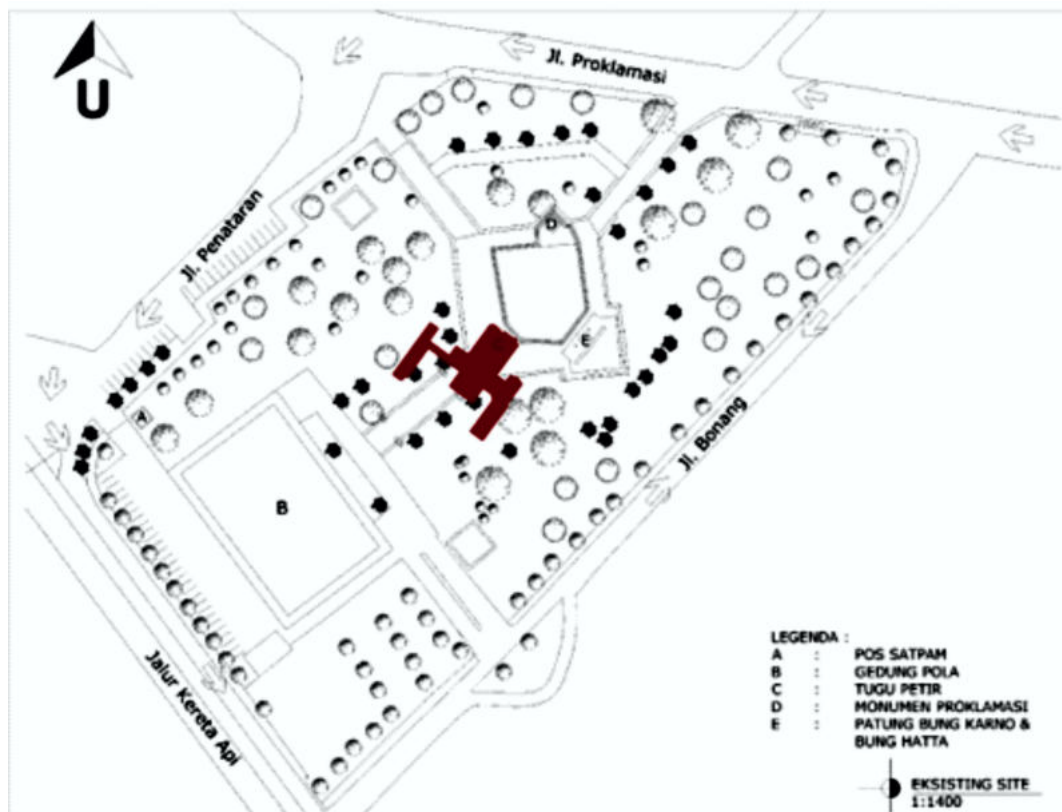 U
Jl. Proklamasi
Jl. Penataran
D
E
A
B
Jl. Bonang
Jalur Kereta Api
LEGENDA :
A : POS SATPAM
B : GEDUNG POLA
C : TUGU PETIR
D : MONUMEN PROKLAMASI
E : PATUNG BUNG KARNO &
BUNG HATTA
EKSISTING SITE
1:1400